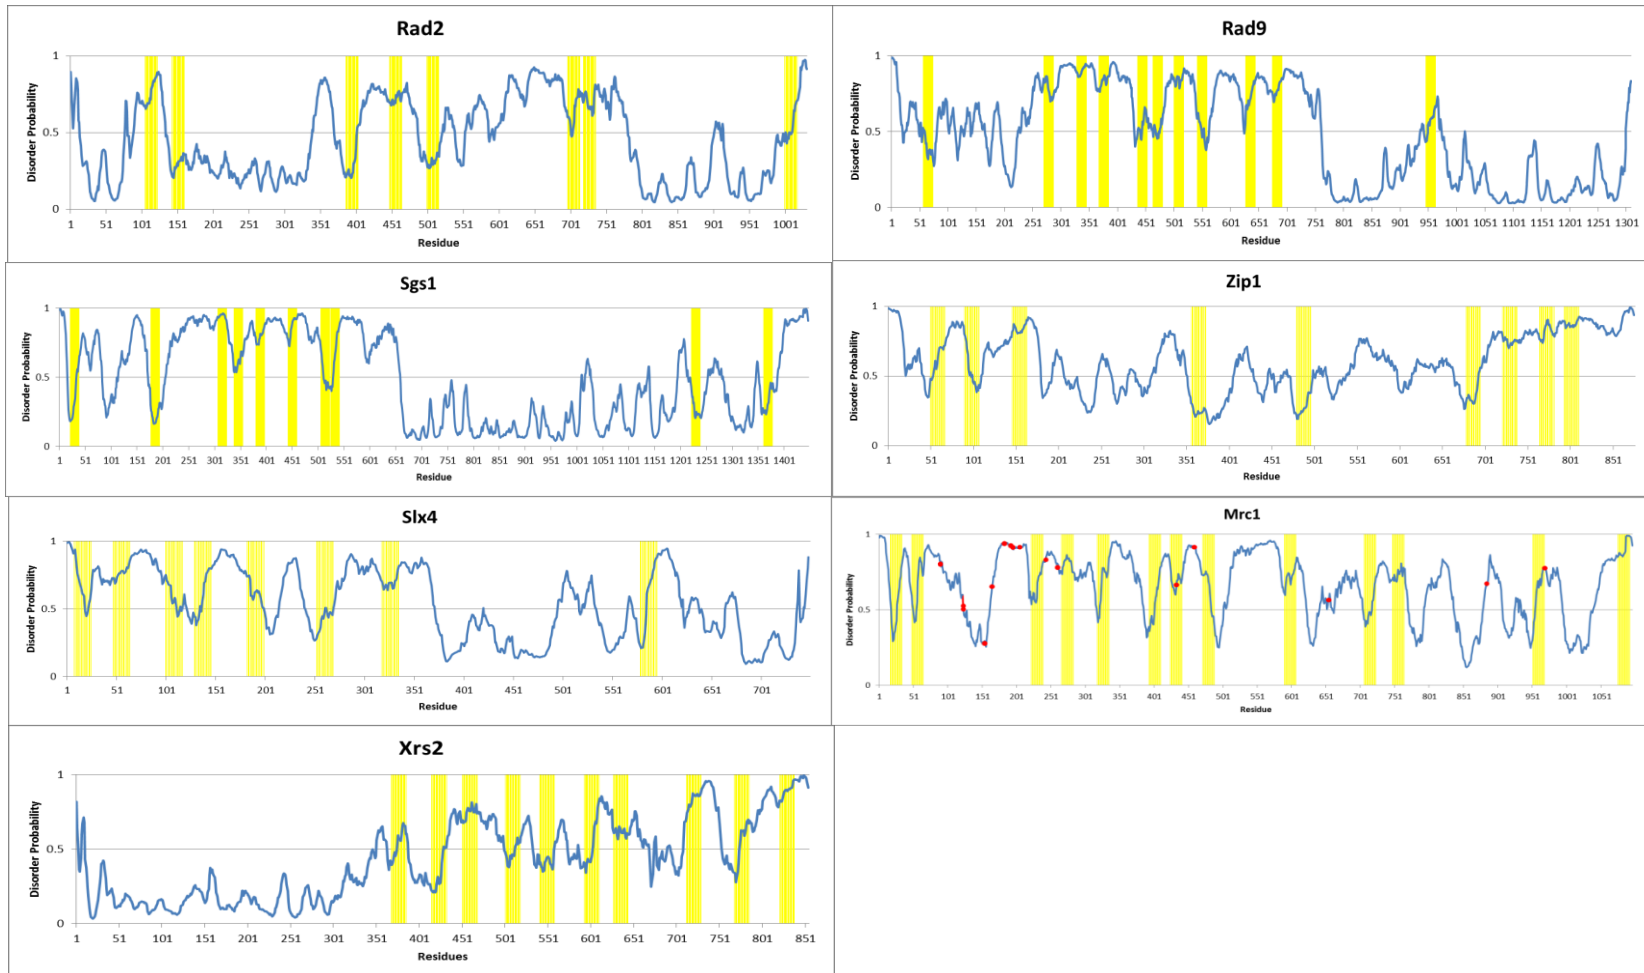 Rad2
Disorder Probability
1
0.5
0
1 51 101 151 201 251 301 351 401 451 501 551 601 651 701 751 801 851 901 951 1001
Residue
Rad9
Disorder Probability
1
0.5
0
1 51 101 151 201 251 301 351 401 451 501 551 601 651 701 751 801 851 901 951 1001 1051 1101 1151 1201 1251 1301
Residue
Sgs1
Disorder Probability
1
0.5
0
1 51 101 151 201 251 301 351 401 451 501 551 601 651 701 751 801 851 901 951 1001 1051 1101 1151 1201 1251 1301 1351 1401
Residue
Zip1
Disorder Probability
1
0.5
0
1 51 101 151 201 251 301 351 401 451 501 551 601 651 701 751 801 851
Residue
Slx4
Disorder Probability
1
0.5
0
1 51 101 151 201 251 301 351 401 451 501 551 601 651 701
Residue
Mrc1
Disorder Probability
1
0.5
0
1 51 101 151 201 251 301 351 401 451 501 551 601 651 701 751 801 851 901 951 1001 1051
Residue
Xrs2
Disorder Probability
1
0.5
0
1 51 101 151 201 251 301 351 401 451 501 551 601 651 701 751 801 851
Residues